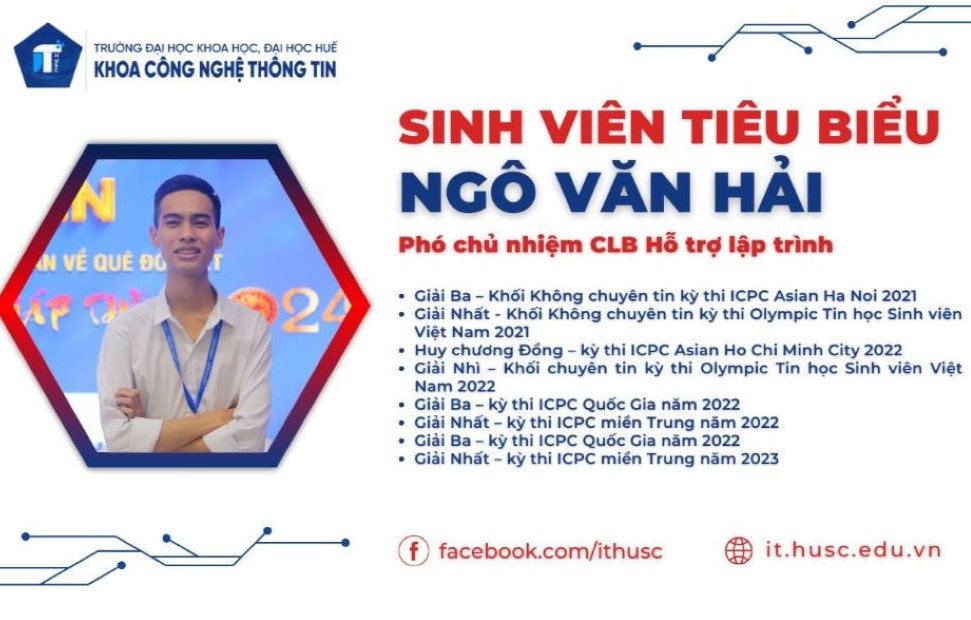 TRƯỜNG ĐẠI HỌC KHOA HỌC, ĐẠI HỌC HUẾ
KHOA CÔNG NGHỆ THÔNG TIN
SINH VIÊN TIÊU BIỂU
NGÔ VĂN HẢI
Phó chủ nhiệm CLB Hỗ trợ lập trình
VỀ QUÊ
2024
• Giải Ba – Khối Không chuyên tin kỳ thi ICPC Asian Ha Noi 2021
• Giải Nhất - Khối Không chuyên tin kỳ thi Olympic Tin học Sinh viên
Việt Nam 2021
• Huy chương Đồng – kỳ thi ICPC Asian Ho Chi Minh City 2022
• Giải Nhì – Khối chuyên tin kỳ thi Olympic Tin học Sinh viên Việt
Nam 2022
• Giải Ba – kỳ thi ICPC Quốc Gia năm 2022
• Giải Nhất – kỳ thi ICPC miền Trung năm 2022
• Giải Ba – kỳ thi ICPC Quốc Gia năm 2022
• Giải Nhất – kỳ thi ICPC miền Trung năm 2023
facebook.com/ithusc
it.husc.edu.vn